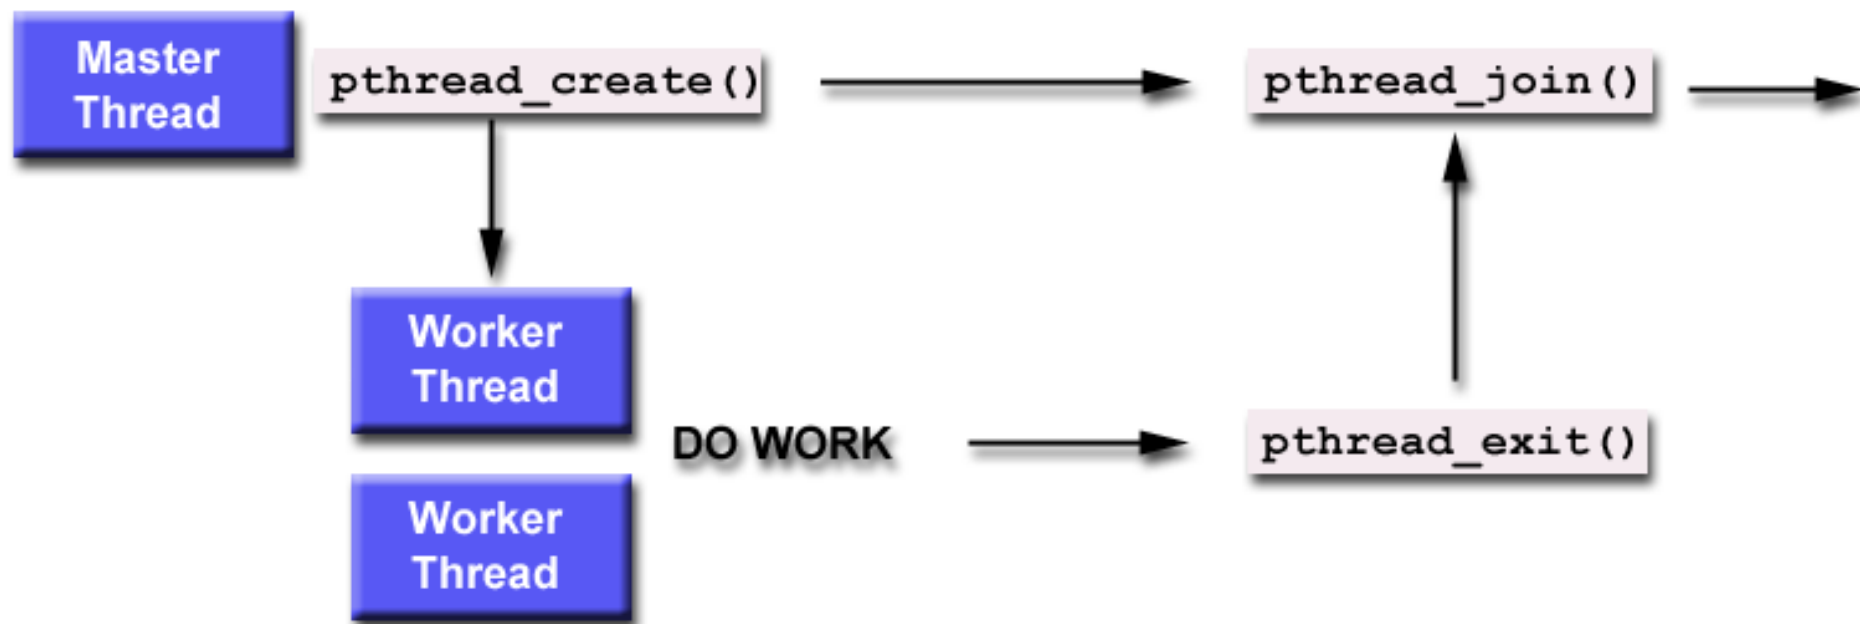 Master
Thread
pthread_create()
pthread_join()
Worker
Thread
DO WORK
pthread_exit()
Worker
Thread